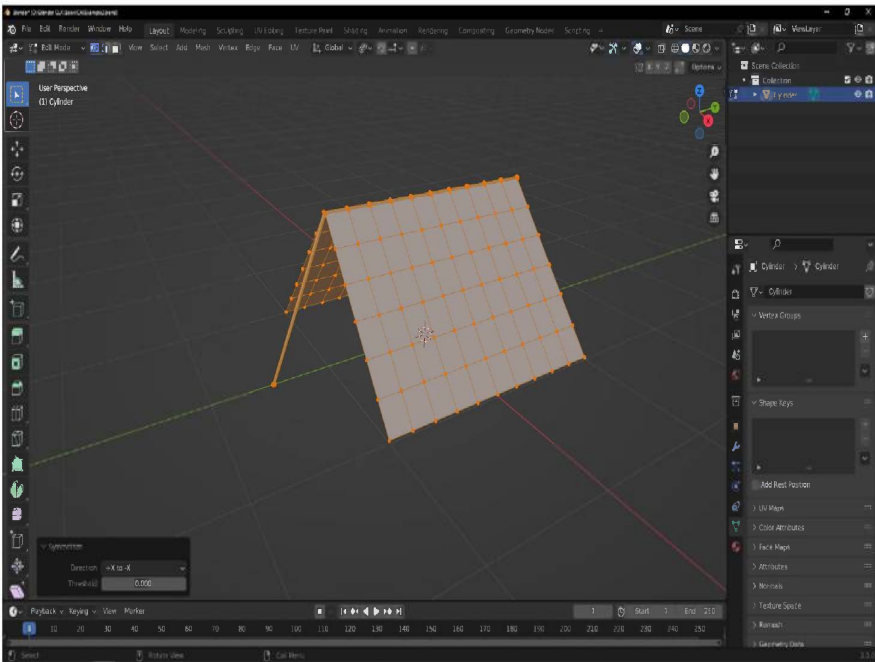 File Edit Render Window Help Layout Modeling Sculpting UV Editing Texture Paint Shading Animation Rendering Compositing Geometry Nodes Scripting + Scene ViewLayer
Edit Mode View Select Add Mesh Vertex Edge Face UV Global
Options
Scene Collection
Collection
Cylinder
User Perspective
(1) Cylinder
Z
Y
X
Cylinder > Cylinder
Cylinder
Vertex Groups
Shape Keys
Add Rest Position
UV Maps
Color Attributes
Face Maps
Attributes
Normals
Texture Space
Remesh
Geometry Data
Symmetrize
Direction +X to -X
Threshold 0.000
Playback Keying View Marker 1 Start 1 End 250
1 10 20 30 40 50 60 70 80 90 100 110 120 130 140 150 160 170 180 190 200 210 220 230 240 250
Select Rotate View Call Menu